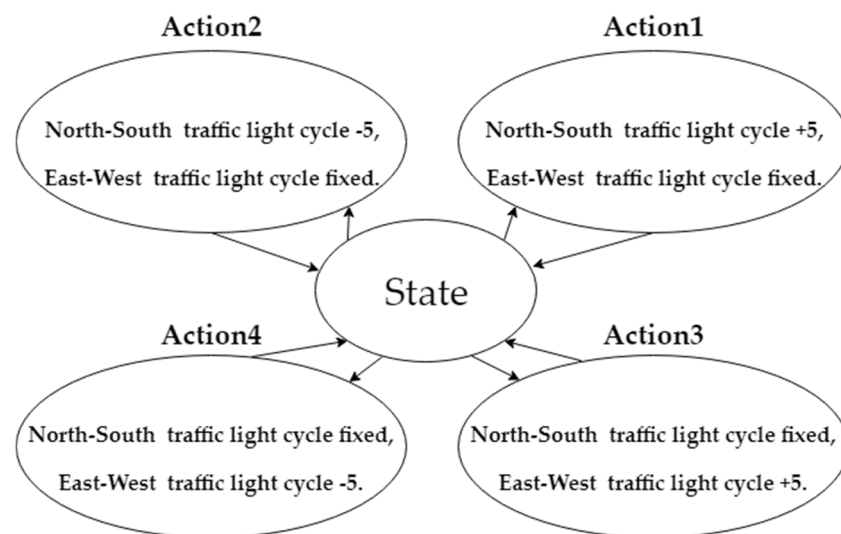 Action2
North-South traffic light cycle -5,
East-West traffic light cycle fixed.
Action1
North-South traffic light cycle +5,
East-West traffic light cycle fixed.
State
Action4
North-South traffic light cycle fixed,
East-West traffic light cycle -5.
Action3
North-South traffic light cycle fixed,
East-West traffic light cycle +5.